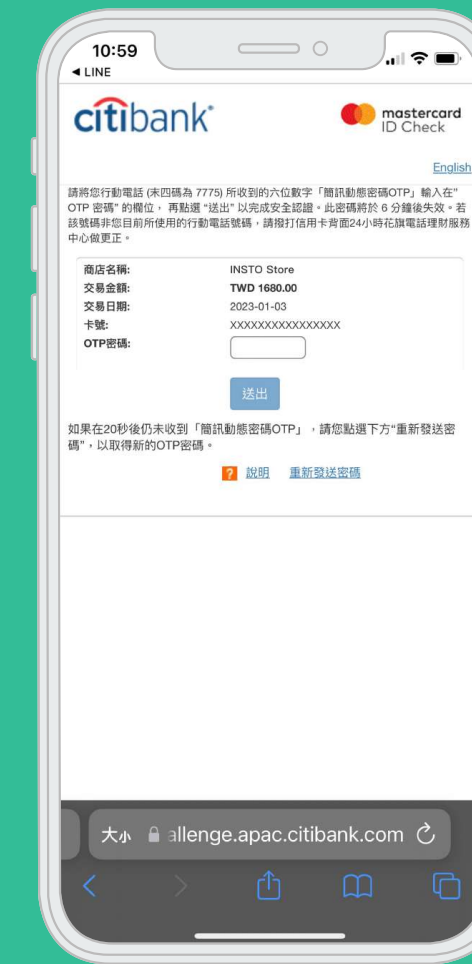 10:59
◀ LINE
citibank
mastercard
ID Check
English
請將您行動電話 (末四碼為 7775) 所收到的六位數字「簡訊動態密碼OTP」輸入在"
OTP 密碼" 的欄位， 再點選 “送出" 以完成安全認證。此密碼將於 6 分鐘後失效。若
該號碼非您目前所使用的行動電話號碼，請撥打信用卡背面24小時花旗電話理財服務
中心做更正。
商店名稱: INSTO Store
交易金額: TWD 1680.00
交易日期: 2023-01-03
卡號: XXXXXXXXXXXXXXXX
OTP密碼:
送出
如果在20秒後仍未收到「簡訊動態密碼OTP」，請您點選下方“重新發送密
碼"，以取得新的OTP密碼。
? 說明 重新發送密碼
大小 allenge.apac.citibank.com